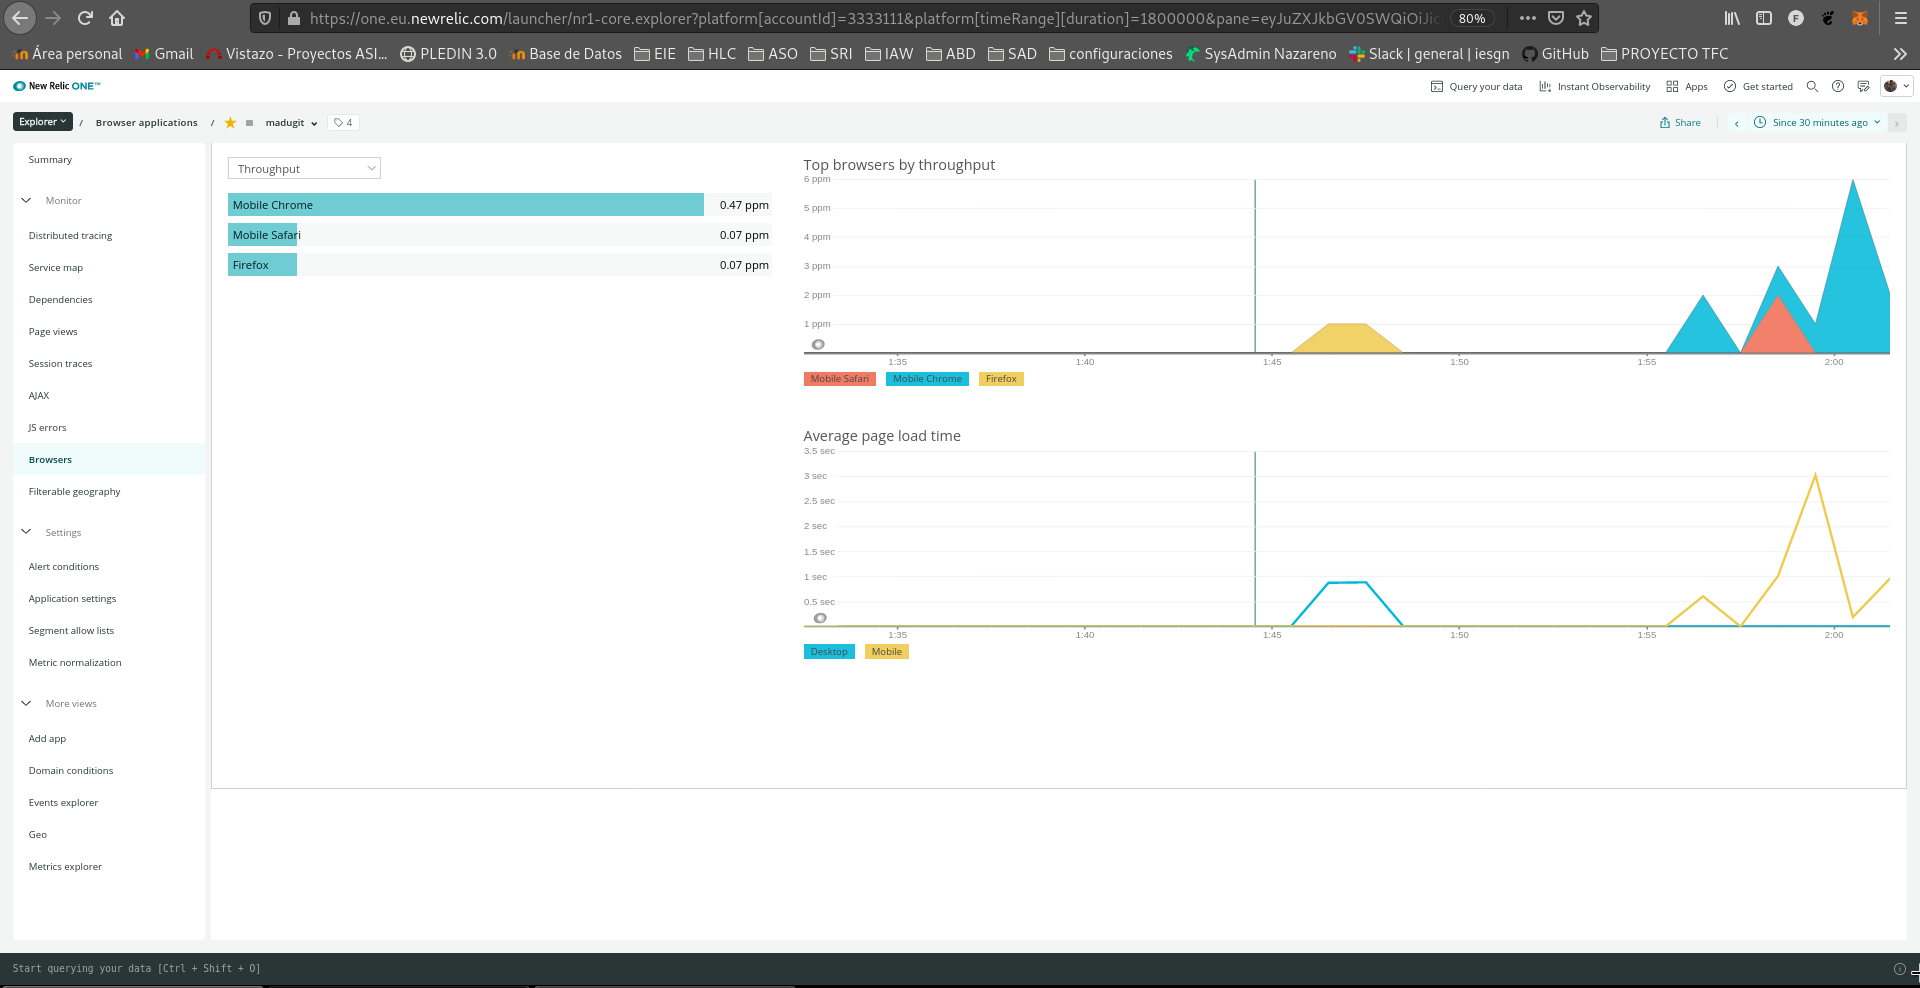 https://one.eu.newrelic.com/launcher/nr1-core.explorer?platform[accountId]=3333111&platform[timeRange][duration]=1800000&pane=eyJuZXJkbGV0SWQiOiJic 80%
Área personal Gmail Vistazo - Proyectos ASI... PLEDIN 3.0 Base de Datos EIE HLC ASO SRI IAW ABD SAD configuraciones SysAdmin Nazareno Slack | general | iesgn GitHub PROYECTO TFC
New Relic ONE™ Query your data Instant Observability Apps Get started
Explorer / Browser applications / madugit 4 Share Since 30 minutes ago
Summary
Monitor
Distributed tracing
Service map
Dependencies
Page views
Session traces
AJAX
JS errors
Browsers
Filterable geography
Settings
Alert conditions
Application settings
Segment allow lists
Metric normalization
More views
Add app
Domain conditions
Events explorer
Geo
Metrics explorer
Throughput
Mobile Chrome 0.47 ppm
Mobile Safari 0.07 ppm
Firefox 0.07 ppm
Top browsers by throughput
6 ppm
5 ppm
4 ppm
3 ppm
2 ppm
1 ppm
1:35 1:40 1:45 1:50 1:55 2:00
Mobile Safari Mobile Chrome Firefox
Average page load time
3.5 sec
3 sec
2.5 sec
2 sec
1.5 sec
1 sec
0.5 sec
1:35 1:40 1:45 1:50 1:55 2:00
Desktop Mobile
Start querying your data [Ctrl + Shift + O]